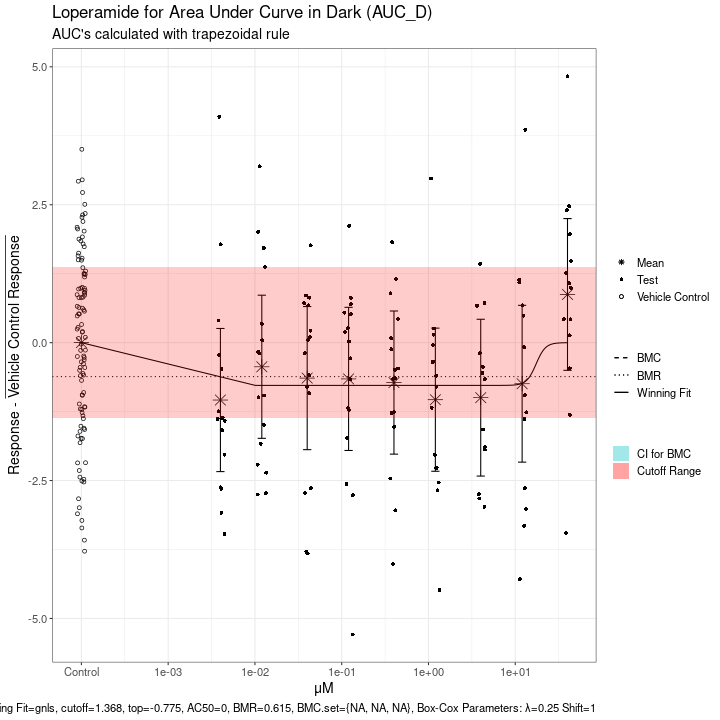 Loperamide for Area Under Curve in Dark (AUC_D)
AUC's calculated with trapezoidal rule
Response - Vehicle Control Response
5.0
2.5
0.0
-2.5
-5.0
Control
1e-03
1e-02
1e-01
1e+00
1e+01
µM
Mean
Test
Vehicle Control
BMC
BMR
Winning Fit
CI for BMC
Cutoff Range
ing Fit=gnls, cutoff=1.368, top=-0.775, AC50=0, BMR=0.615, BMC.set={NA, NA, NA}, Box-Cox Parameters: λ=0.25 Shift=1